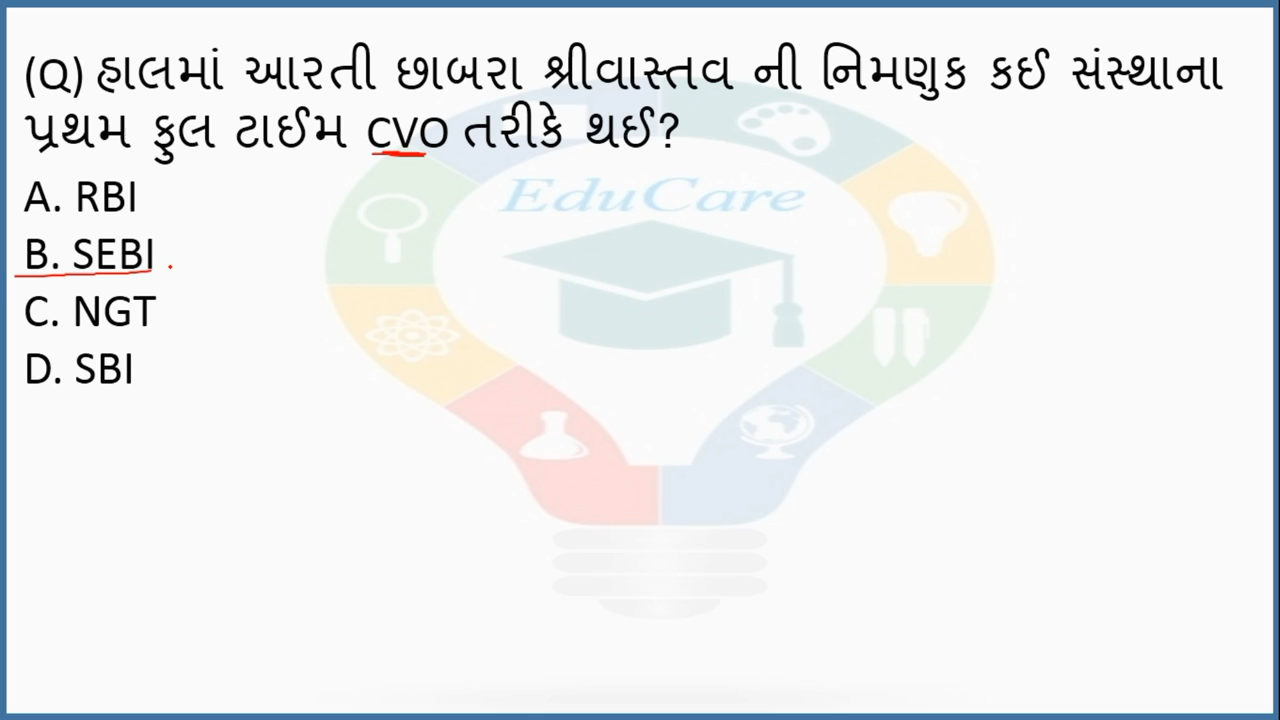 (Q) હાલમાં આરતી છાબરા શ્રીવાસ્તવ ની નિમણુક કઈ સંસ્થાના
પ્રથમ ફુલ ટાઈમ CVO તરીકે થઈ?
A. RBI
B. SEBI
C. NGT
D. SBI
EduCare